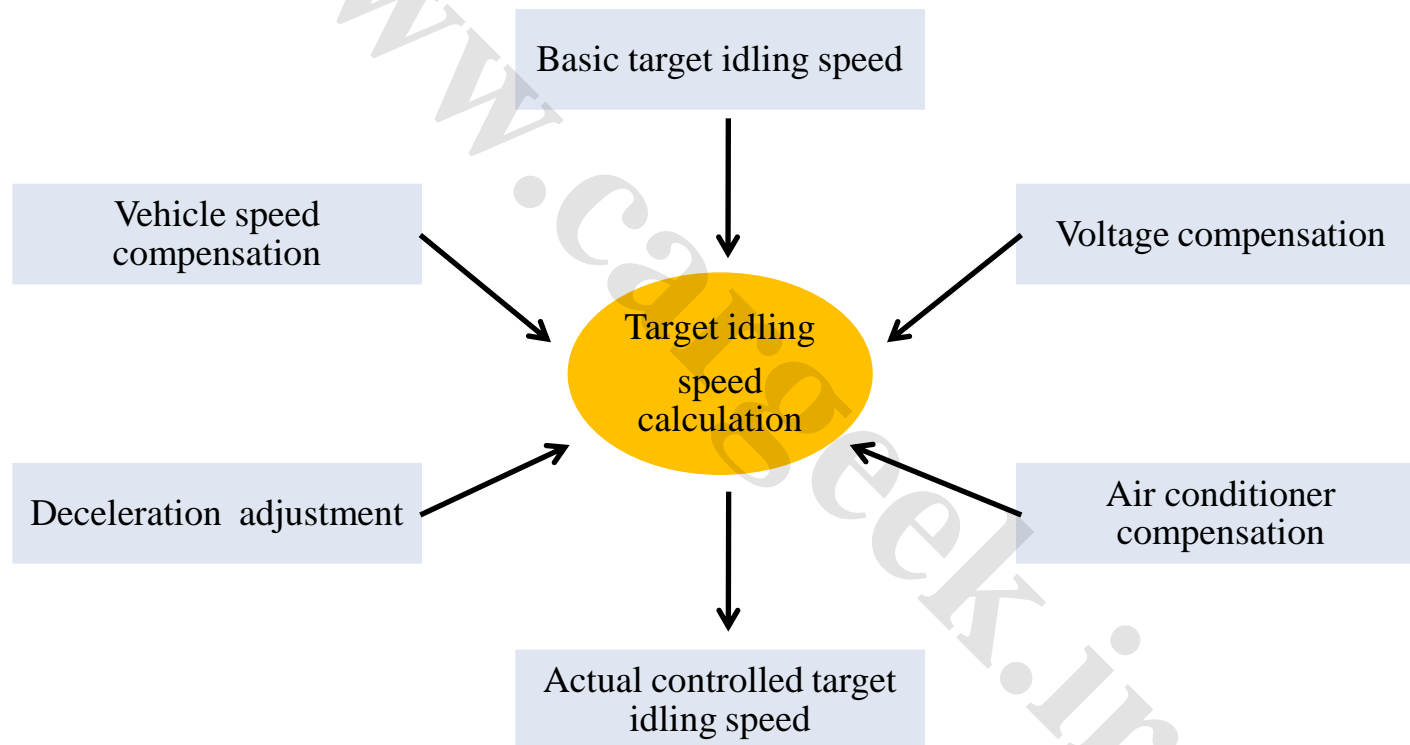 Basic target idling speed
Vehicle speed
compensation
Voltage compensation
Target idling
speed
calculation
Deceleration adjustment
Air conditioner
compensation
Actual controlled target
idling speed
www.cargeek.ir